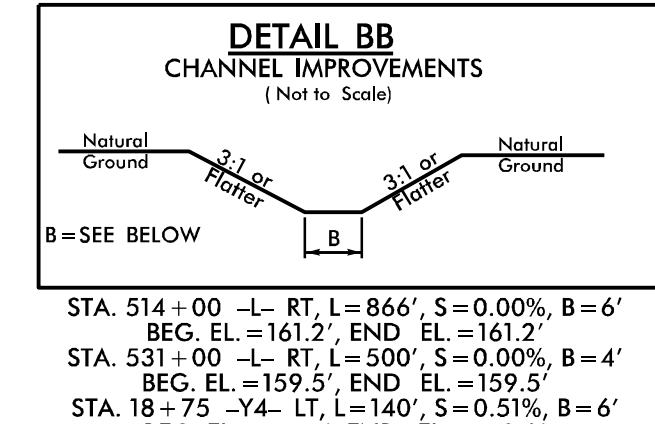 DETAIL BB
CHANNEL IMPROVEMENTS
( Not to Scale)
Natural
Ground
3:1 or
Flatter
3:1 or
Flatter
Natural
Ground
B=SEE BELOW
B
STA. 514+00 -L- RT, L=866', S=0.00%, B=6'
BEG. EL.=161.2', END EL.=161.2'
STA. 531+00 -L- RT, L=500', S=0.00%, B=4'
BEG. EL.=159.5', END EL.=159.5'
STA. 18+75 -Y4- LT, L=140', S=0.51%, B=6'